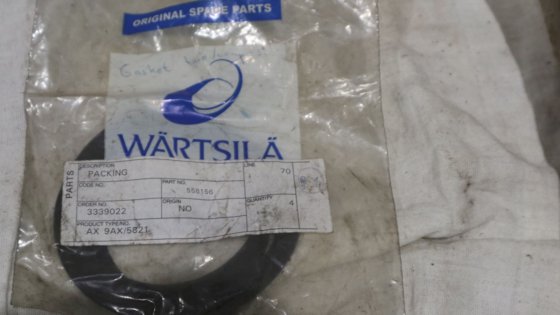 ORIGINAL SPARE PARTS
Gasket
WÄRTSILÄ
PARTS
DESCRIPTION
PACKING
LINE
70
CODE NO.
PART NO.
558156
ORDER NO.
3339022
ORIGIN
NO
QUANTITY
4
PRODUCT TYPE/NO.
AX 9AX/5821